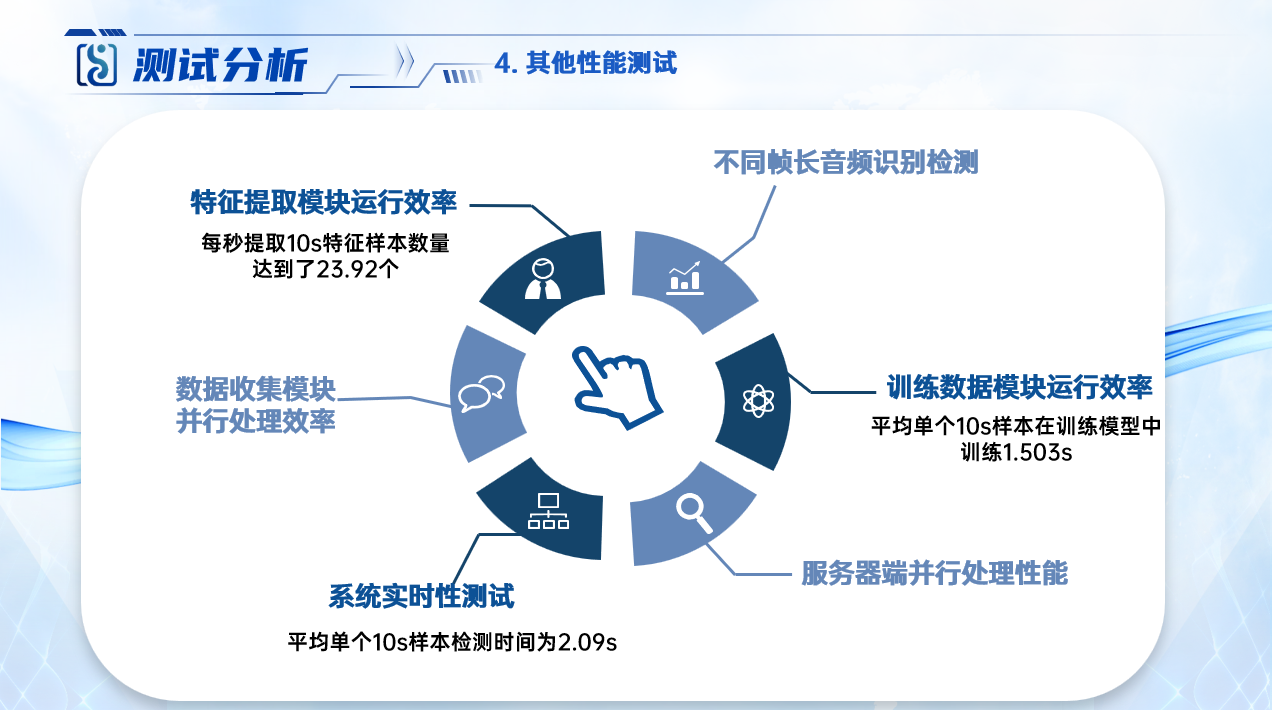 测试分析
4. 其他性能测试
不同帧长音频识别检测
特征提取模块运行效率
每秒提取10s特征样本数量
达到了23.92个
数据收集模块
并行处理效率
训练数据模块运行效率
平均单个10s样本在训练模型中
训练1.503s
服务器端并行处理性能
系统实时性测试
平均单个10s样本检测时间为2.09s